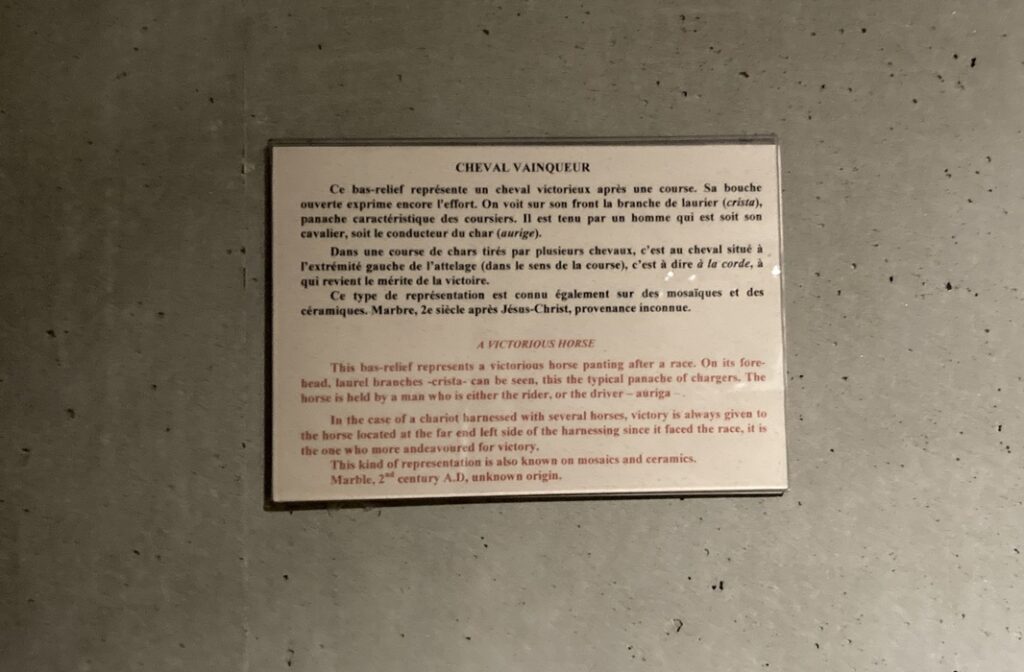 CHEVAL VAINQUEUR
Ce bas-relief représente un cheval victorieux après une course. Sa bouche
ouverte exprime encore l'effort. On voit sur son front la branche de laurier (crista),
panache caractéristique des coursiers. Il est tenu par un homme qui est soit son
cavalier, soit le conducteur du char (aurige).
Dans une course de chars tirés par plusieurs chevaux, c'est au cheval situé à
l'extrémité gauche de l'attelage (dans le sens de la course), c'est à dire à la corde, à
qui revient le mérite de la victoire.
Ce type de représentation est connu également sur des mosaïques et des
céramiques. Marbre, 2e siècle après Jésus-Christ, provenance inconnue.
A VICTORIOUS HORSE
This bas-relief represents a victorious horse panting after a race. On its fore-
head, laurel branches -crista- can be seen, this the typical panache of chargers. The
horse is held by a man who is either the rider, or the driver – auriga –.
In the case of a chariot harnessed with several horses, victory is always given to
the horse located at the far end left side of the harnessing since it faced the race, it is
the one who more andeavoured for victory.
This kind of representation is also known on mosaics and ceramics.
Marble, 2nd century A.D, unknown origin.